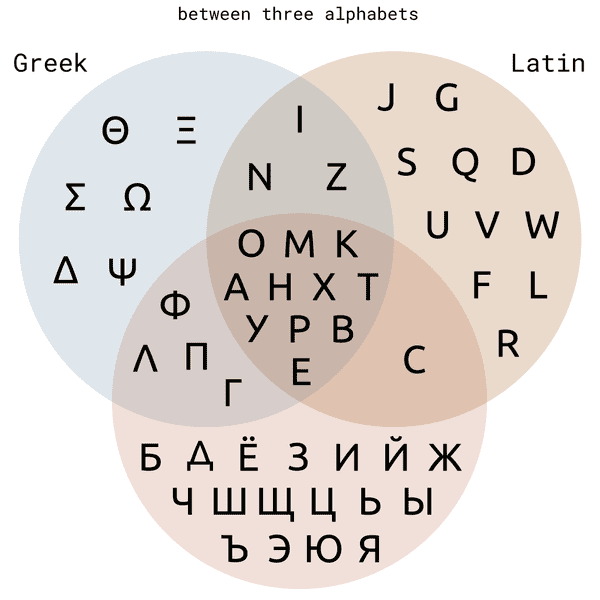 between three alphabets
Greek
Latin
Θ Ξ
Σ Ω
Δ Ψ
I
N Z
J G
S Q D
U V W
F L
R
O M K
A H X T
Y P B
E
Φ
Λ Π
Γ
C
Б Д Ё З И Й Ж
Ч Ш Щ Ц Ь Ы
Ъ Э Ю Я